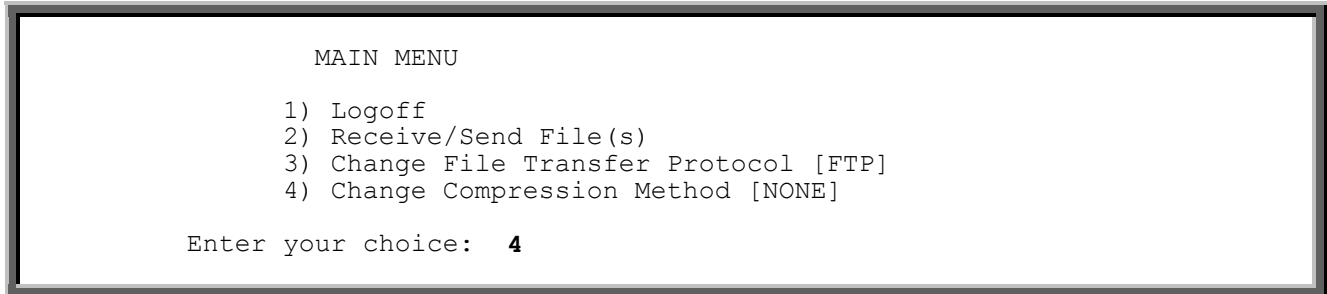 MAIN MENU
1) Logoff
2) Receive/Send File(s)
3) Change File Transfer Protocol [FTP]
4) Change Compression Method [NONE]
Enter your choice: 4